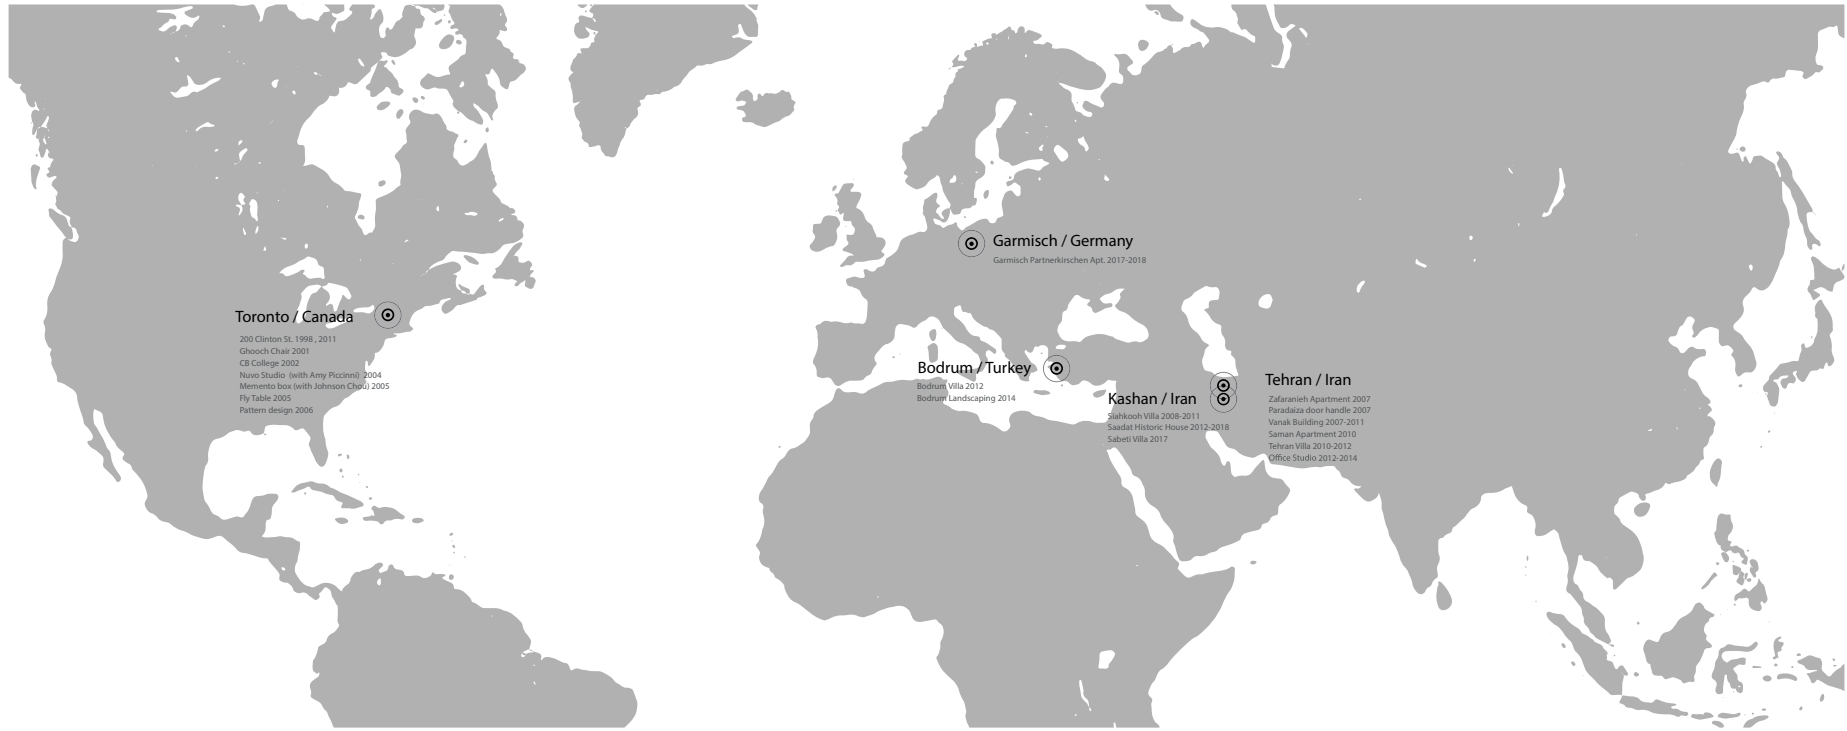 Garmisch / Germany
Garmisch Partnerkirschen Apt. 2017-2018
Toronto / Canada
200 Clinton St. 1998 , 2011
Ghooch Chair 2001
CB College 2002
Nuvo Studio (with Amy Piccinni) 2004
Memento box (with Johnson Chou) 2005
Fly Table 2005
Pattern design 2006
Bodrum / Turkey
Bodrum Villa 2012
Bodrum Landscaping 2014
Kashan / Iran
Siahkooh Villa 2008-2011
Saadat Historic House 2012-2018
Sabeti Villa 2017
Tehran / Iran
Zafaranieh Apartment 2007
Paradaiza door handle 2007
Vanak Building 2007-2011
Saman Apartment 2010
Tehran Villa 2010-2012
Office Studio 2012-2014